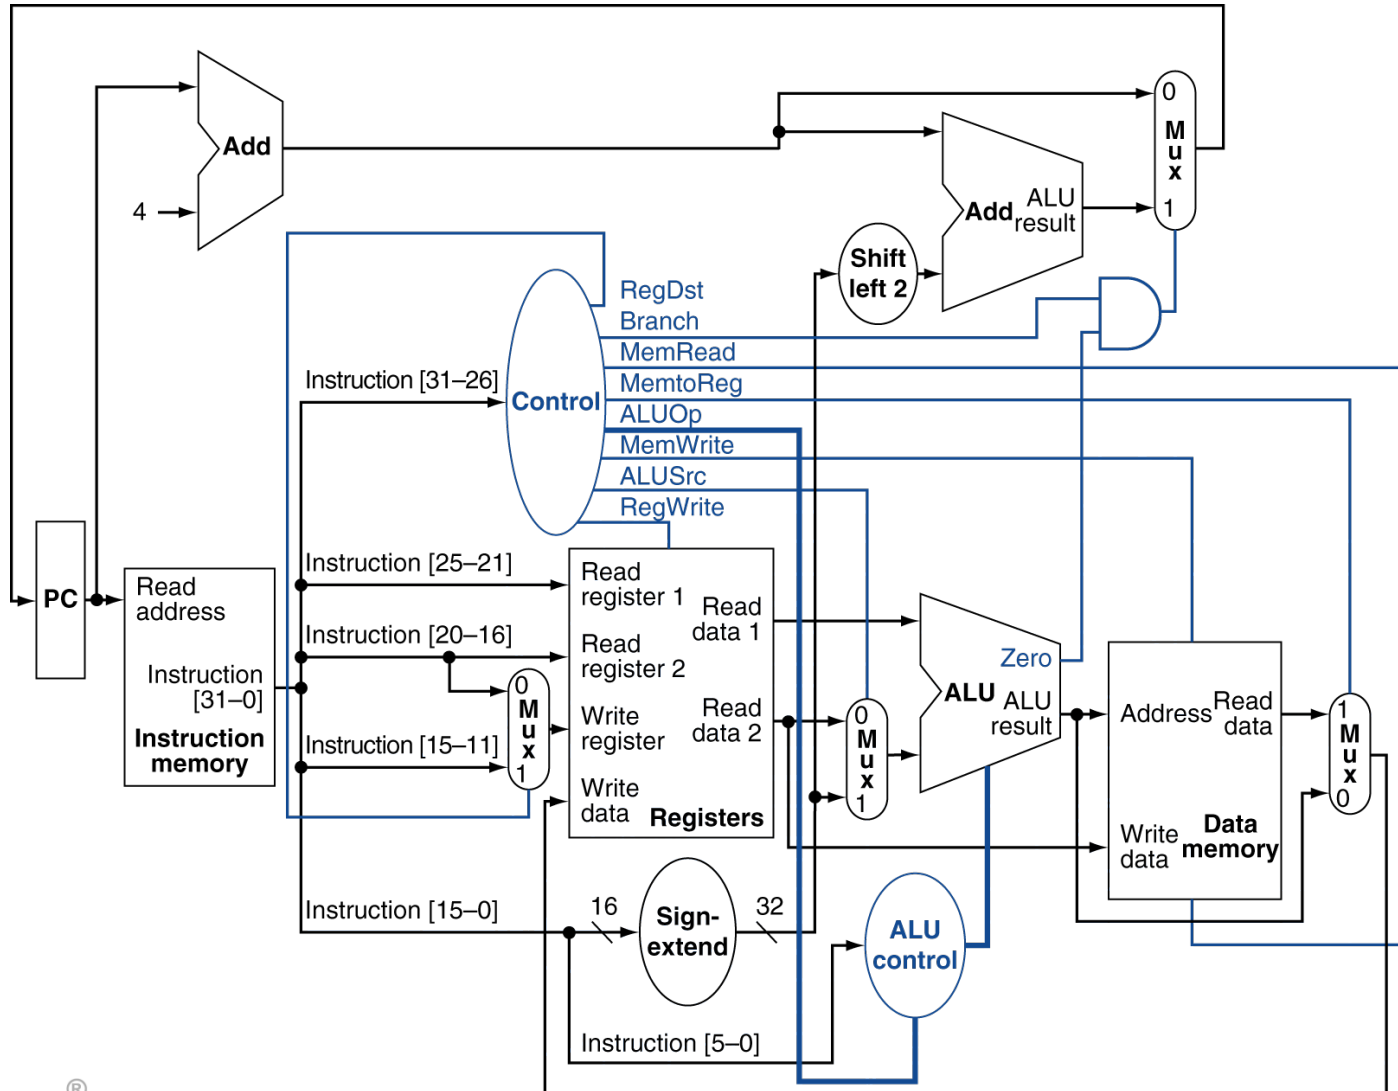 0
M
u
x
1
Add
4
ALU
Add result
Shift
left 2
RegDst
Branch
MemRead
MemtoReg
ALUOp
MemWrite
ALUSrc
RegWrite
Instruction [31–26]
Control
Instruction [25–21]
PC
Read
address
Instruction
[31–0]
Instruction
memory
Instruction [20–16]
0
M
u
x
1
Instruction [15–11]
Read
register 1
Read
data 1
Read
register 2
Write
register
Read
data 2
Write
data
Registers
0
M
u
x
1
Zero
ALU
ALU
result
Address
Read
data
Write
data
Data
memory
1
M
u
x
0
Instruction [15–0]
16
Sign-
extend
32
ALU
control
Instruction [5–0]
®